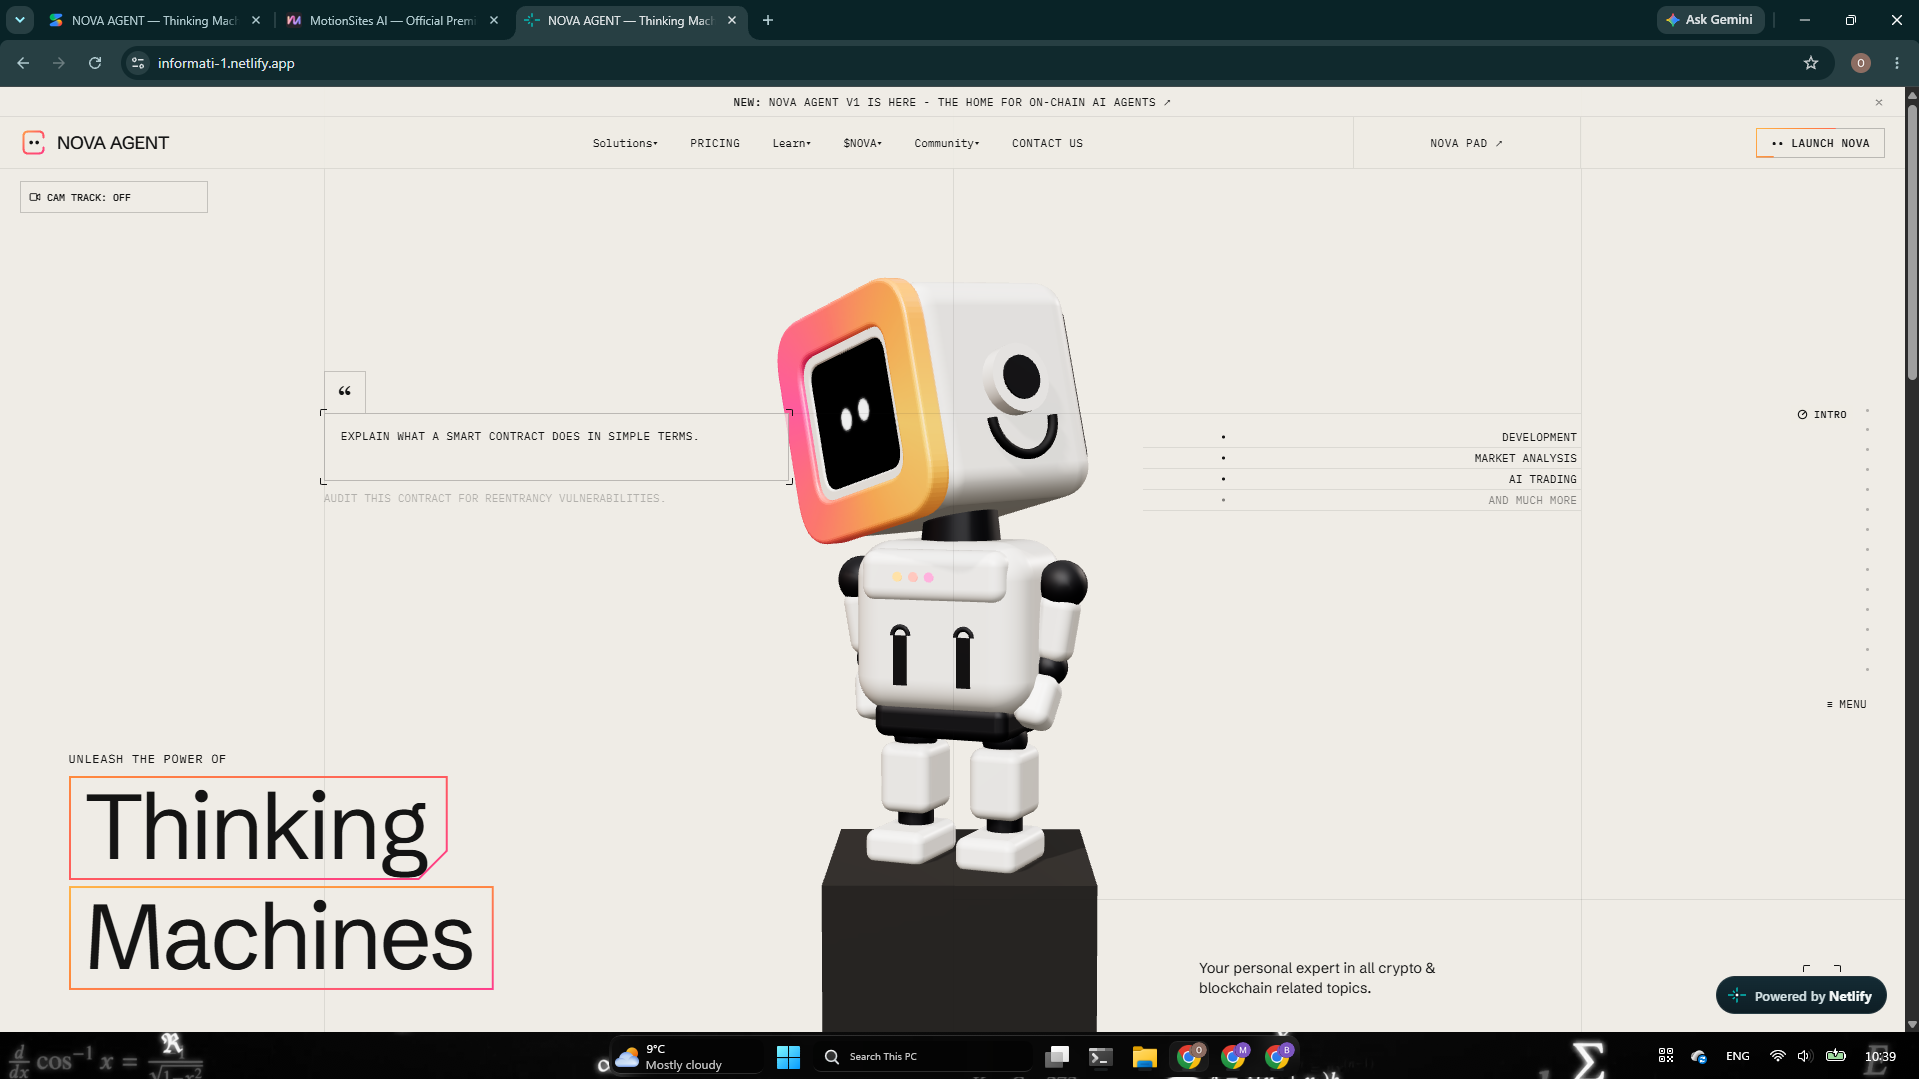 NOVA AGENT — Thinking Mac
MotionSites AI — Official Prem
NOVA AGENT — Thinking Mac
Ask Gemini
informati-1.netlify.app
O
NEW: NOVA AGENT V1 IS HERE - THE HOME FOR ON-CHAIN AI AGENTS ↗
NOVA AGENT
Solutions▾
PRICING
Learn▾
$NOVA▾
Community▾
CONTACT US
NOVA PAD ↗
LAUNCH NOVA
CAM TRACK: OFF
“
EXPLAIN WHAT A SMART CONTRACT DOES IN SIMPLE TERMS.
AUDIT THIS CONTRACT FOR REENTRANCY VULNERABILITIES.
• DEVELOPMENT
• MARKET ANALYSIS
• AI TRADING
• AND MUCH MORE
INTRO
≡ MENU
UNLEASH THE POWER OF
Thinking
Machines
Your personal expert in all crypto &
blockchain related topics.
Powered by Netlify
d/dx cos⁻¹ x =
9°C
Mostly cloudy
Search This PC
O
M
B
Σ
ENG
10:39